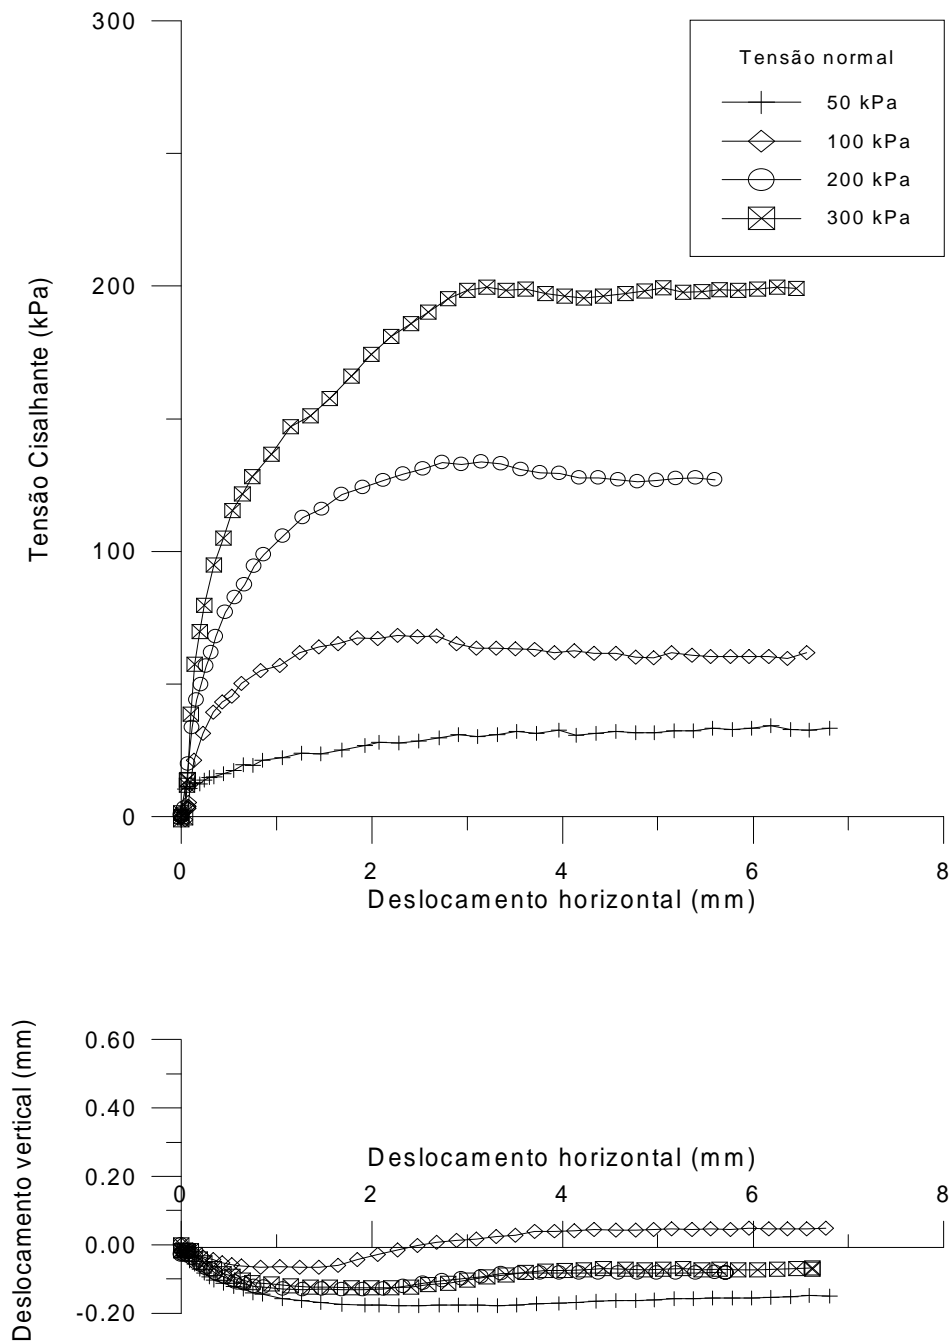 300
200
100
0
Tensão Cisalhante (kPa)
Tensão normal
50 kPa
100 kPa
200 kPa
300 kPa
0 2 4 6 8
Deslocamento horizontal (mm)
0.60
0.40
0.20
0.00
-0.20
Deslocamento vertical (mm)
Deslocamento horizontal (mm)
0 2 4 6 8